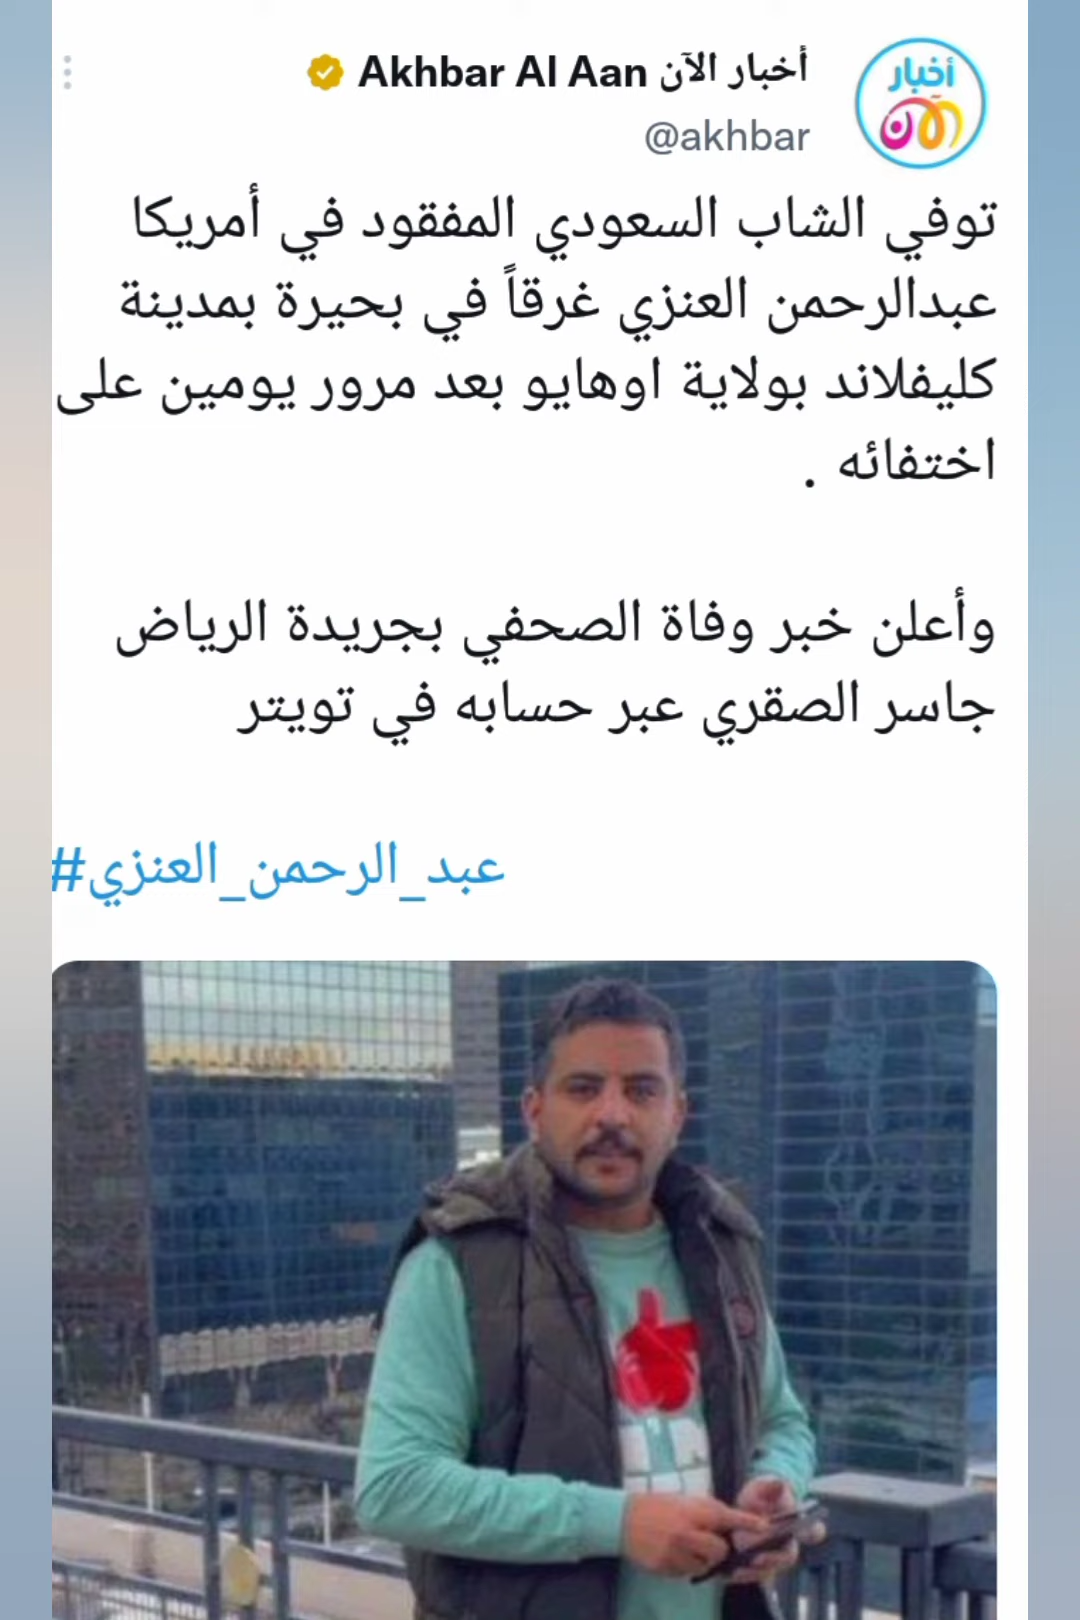 أخبار الآن Akhbar Al Aan
@akhbar
أخبار
الآن
توفي الشاب السعودي المفقود في أمريكا
عبدالرحمن العنزي غرقاً في بحيرة بمدينة
كليفلاند بولاية اوهايو بعد مرور يومين على
اختفائه .
وأعلن خبر وفاة الصحفي بجريدة الرياض
جاسر الصقري عبر حسابه في تويتر
#عبد_الرحمن_العنزي